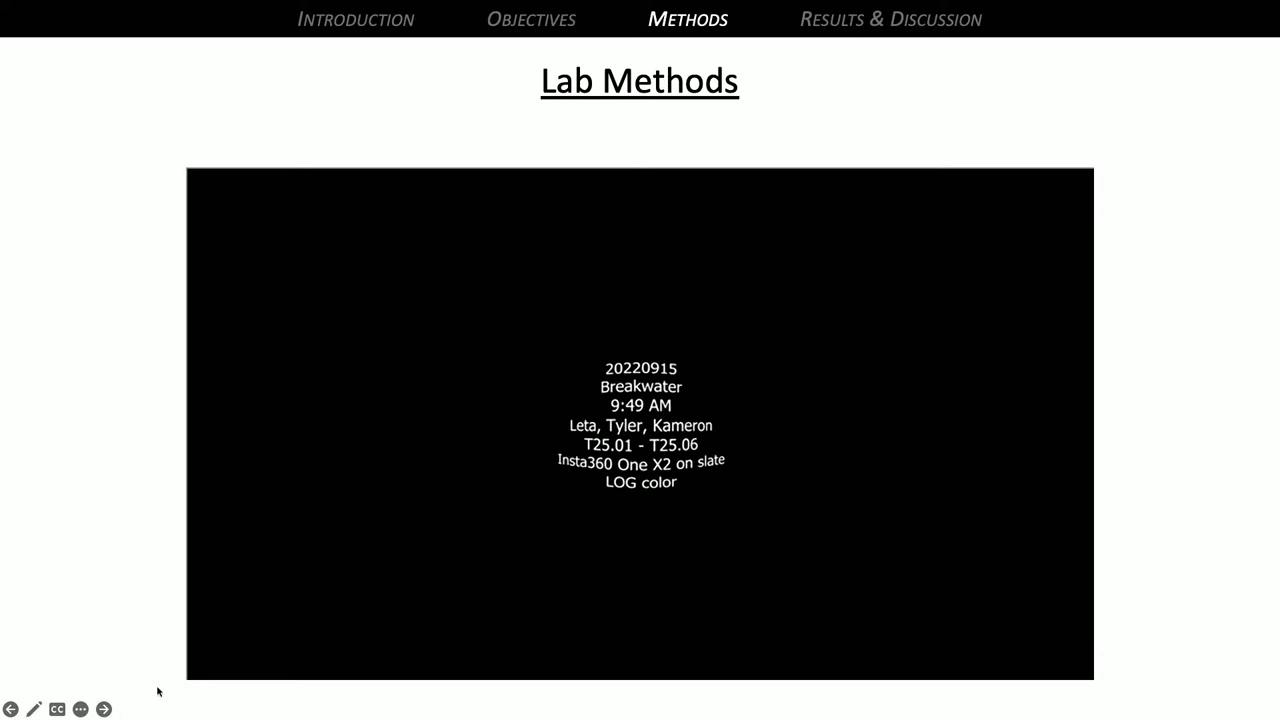 INTRODUCTION OBJECTIVES METHODS RESULTS & DISCUSSION
Lab Methods
20220915
Breakwater
9:49 AM
Leta, Tyler, Kameron
T25.01 - T25.06
Insta360 One X2 on slate
LOG color
CC